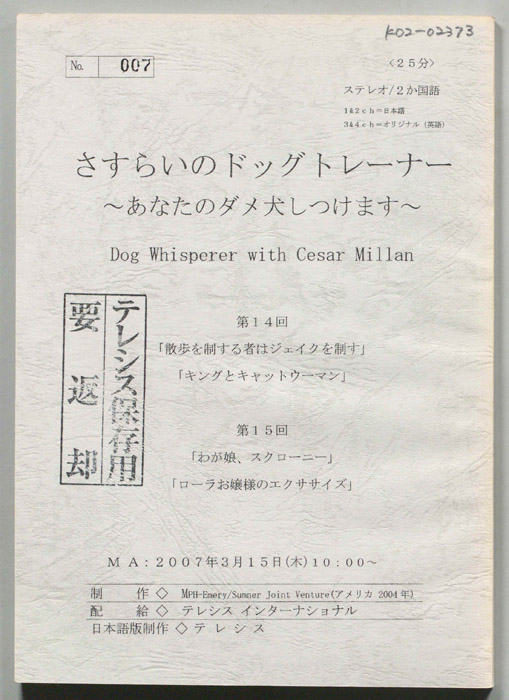 K02-02373
No. 007
〈25分〉
ステレオ/2か国語
1&2ch=日本語
3&4ch=オリジナル（英語）
さすらいのドッグトレーナー
～あなたのダメ犬しつけます～
Dog Whisperer with Cesar Millan
テレシス保存用
要返却
第14回
「散歩を制する者はジェイクを制す」
「キングとキャットウーマン」
第15回
「わが娘、スクローニー」
「ローラお嬢様のエクササイズ」
MA：2007年3月15日(木)10:00～
制　作◇ MPH-Emery/Sumner Joint Venture(アメリカ 2004年)
配　給◇ テレシス インターナショナル
日本語版制作◇テレシス